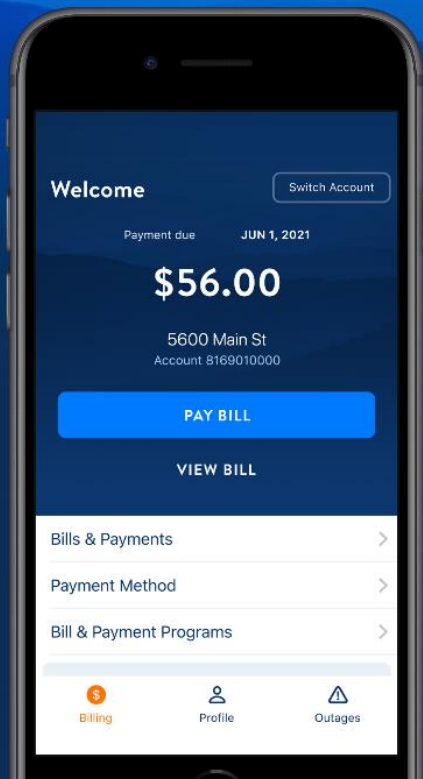 Welcome
Switch Account
Payment due JUN 1, 2021
$56.00
5600 Main St
Account 8169010000
PAY BILL
VIEW BILL
Bills & Payments
Payment Method
Bill & Payment Programs
$
Billing Profile Outages